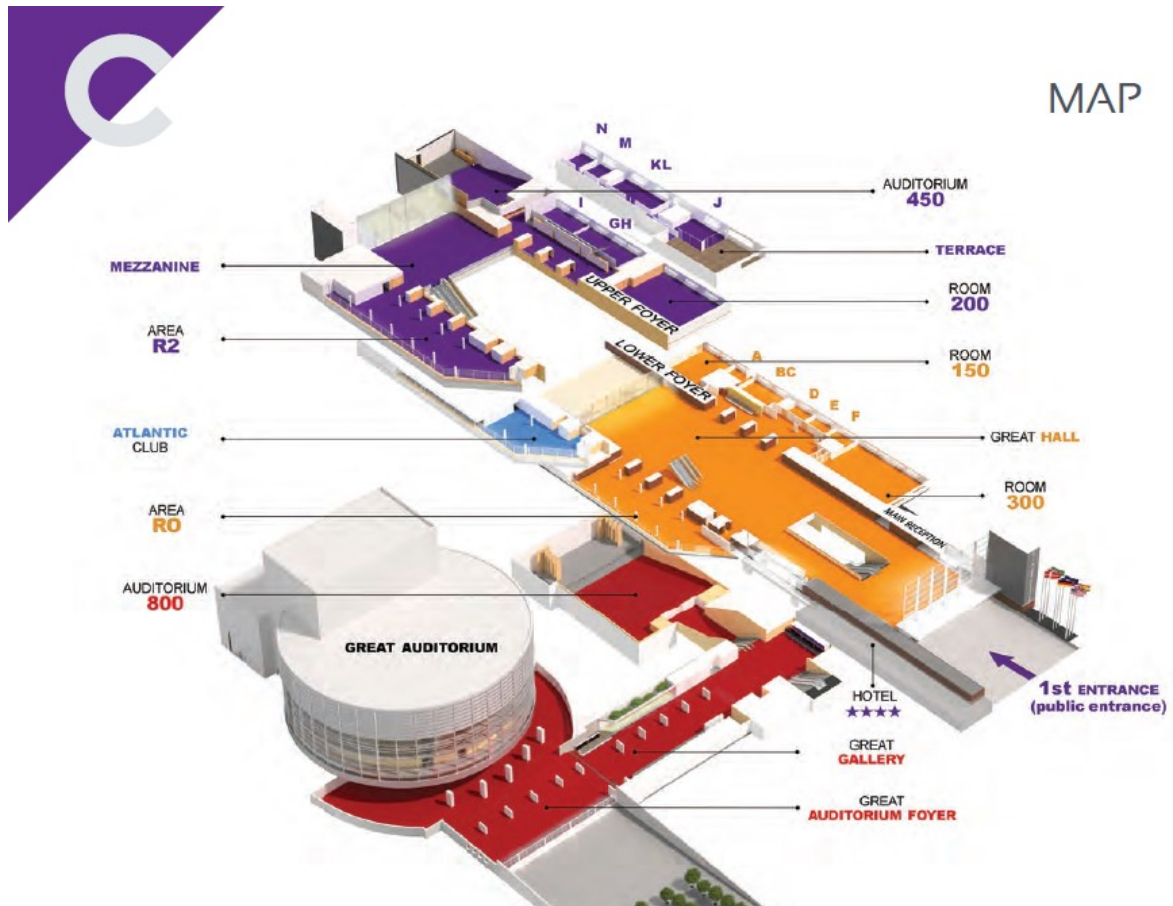 C
MAP
N
M
KL
J
I
GH
AUDITORIUM
450
MEZZANINE
TERRACE
UPPER FOYER
ROOM
200
AREA
R2
LOWER FOYER
ROOM
150
A
BC
D
E
F
ATLANTIC
CLUB
GREAT HALL
AREA
RO
ROOM
300
MAIN RECEPTION
AUDITORIUM
800
GREAT AUDITORIUM
HOTEL
★★★★
1st ENTRANCE
(public entrance)
GREAT
GALLERY
GREAT
AUDITORIUM FOYER